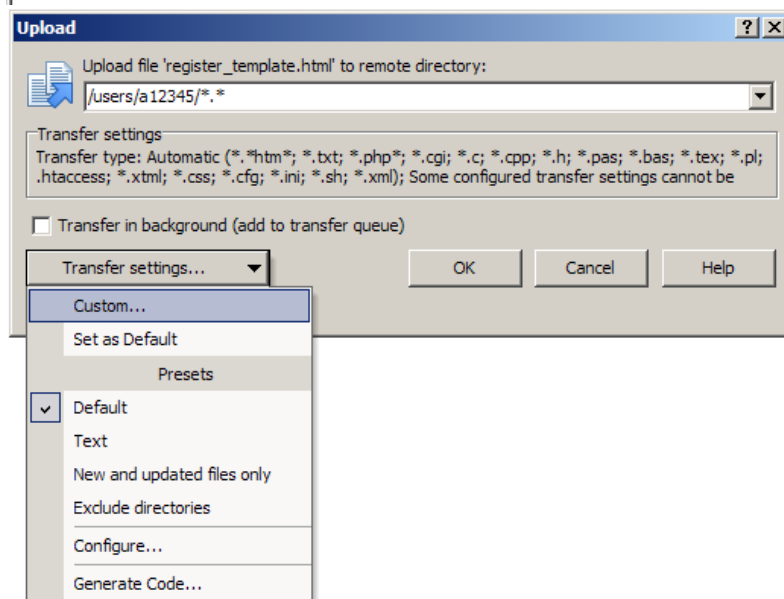 Upload
Upload file 'register_template.html' to remote directory:
/users/a12345/*.*
Transfer settings
Transfer type: Automatic (*.*htm*; *.txt; *.php*; *.cgi; *.c; *.cpp; *.h; *.pas; *.bas; *.tex; *.pl;
.htaccess; *.xtml; *.css; *.cfg; *.ini; *.sh; *.xml); Some configured transfer settings cannot be
Transfer in background (add to transfer queue)
Transfer settings... OK Cancel Help
Custom...
Set as Default
Presets
Default
Text
New and updated files only
Exclude directories
Configure...
Generate Code...